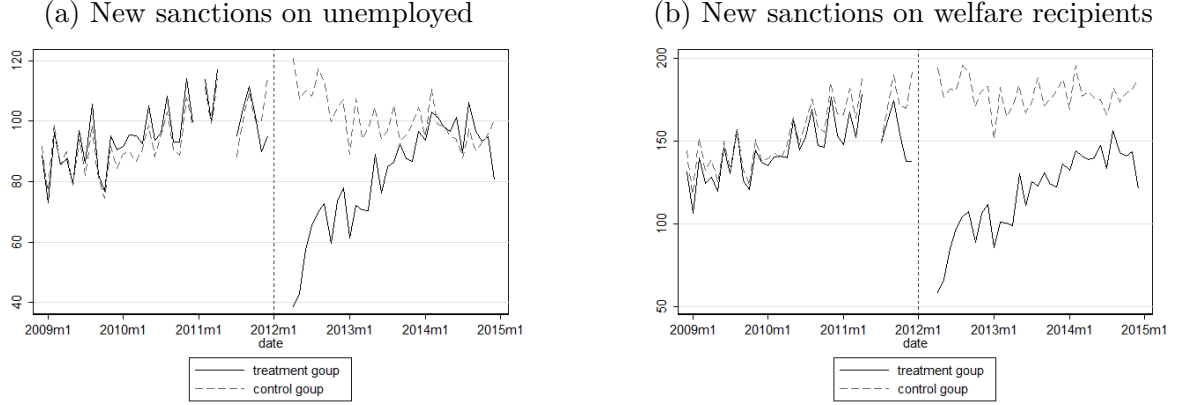 (a) New sanctions on unemployed
120
100
80
60
40
2009m1 2010m1 2011m1 2012m1 2013m1 2014m1 2015m1
date
treatment goup
control goup
(b) New sanctions on welfare recipients
200
150
100
50
2009m1 2010m1 2011m1 2012m1 2013m1 2014m1 2015m1
date
treatment goup
control goup